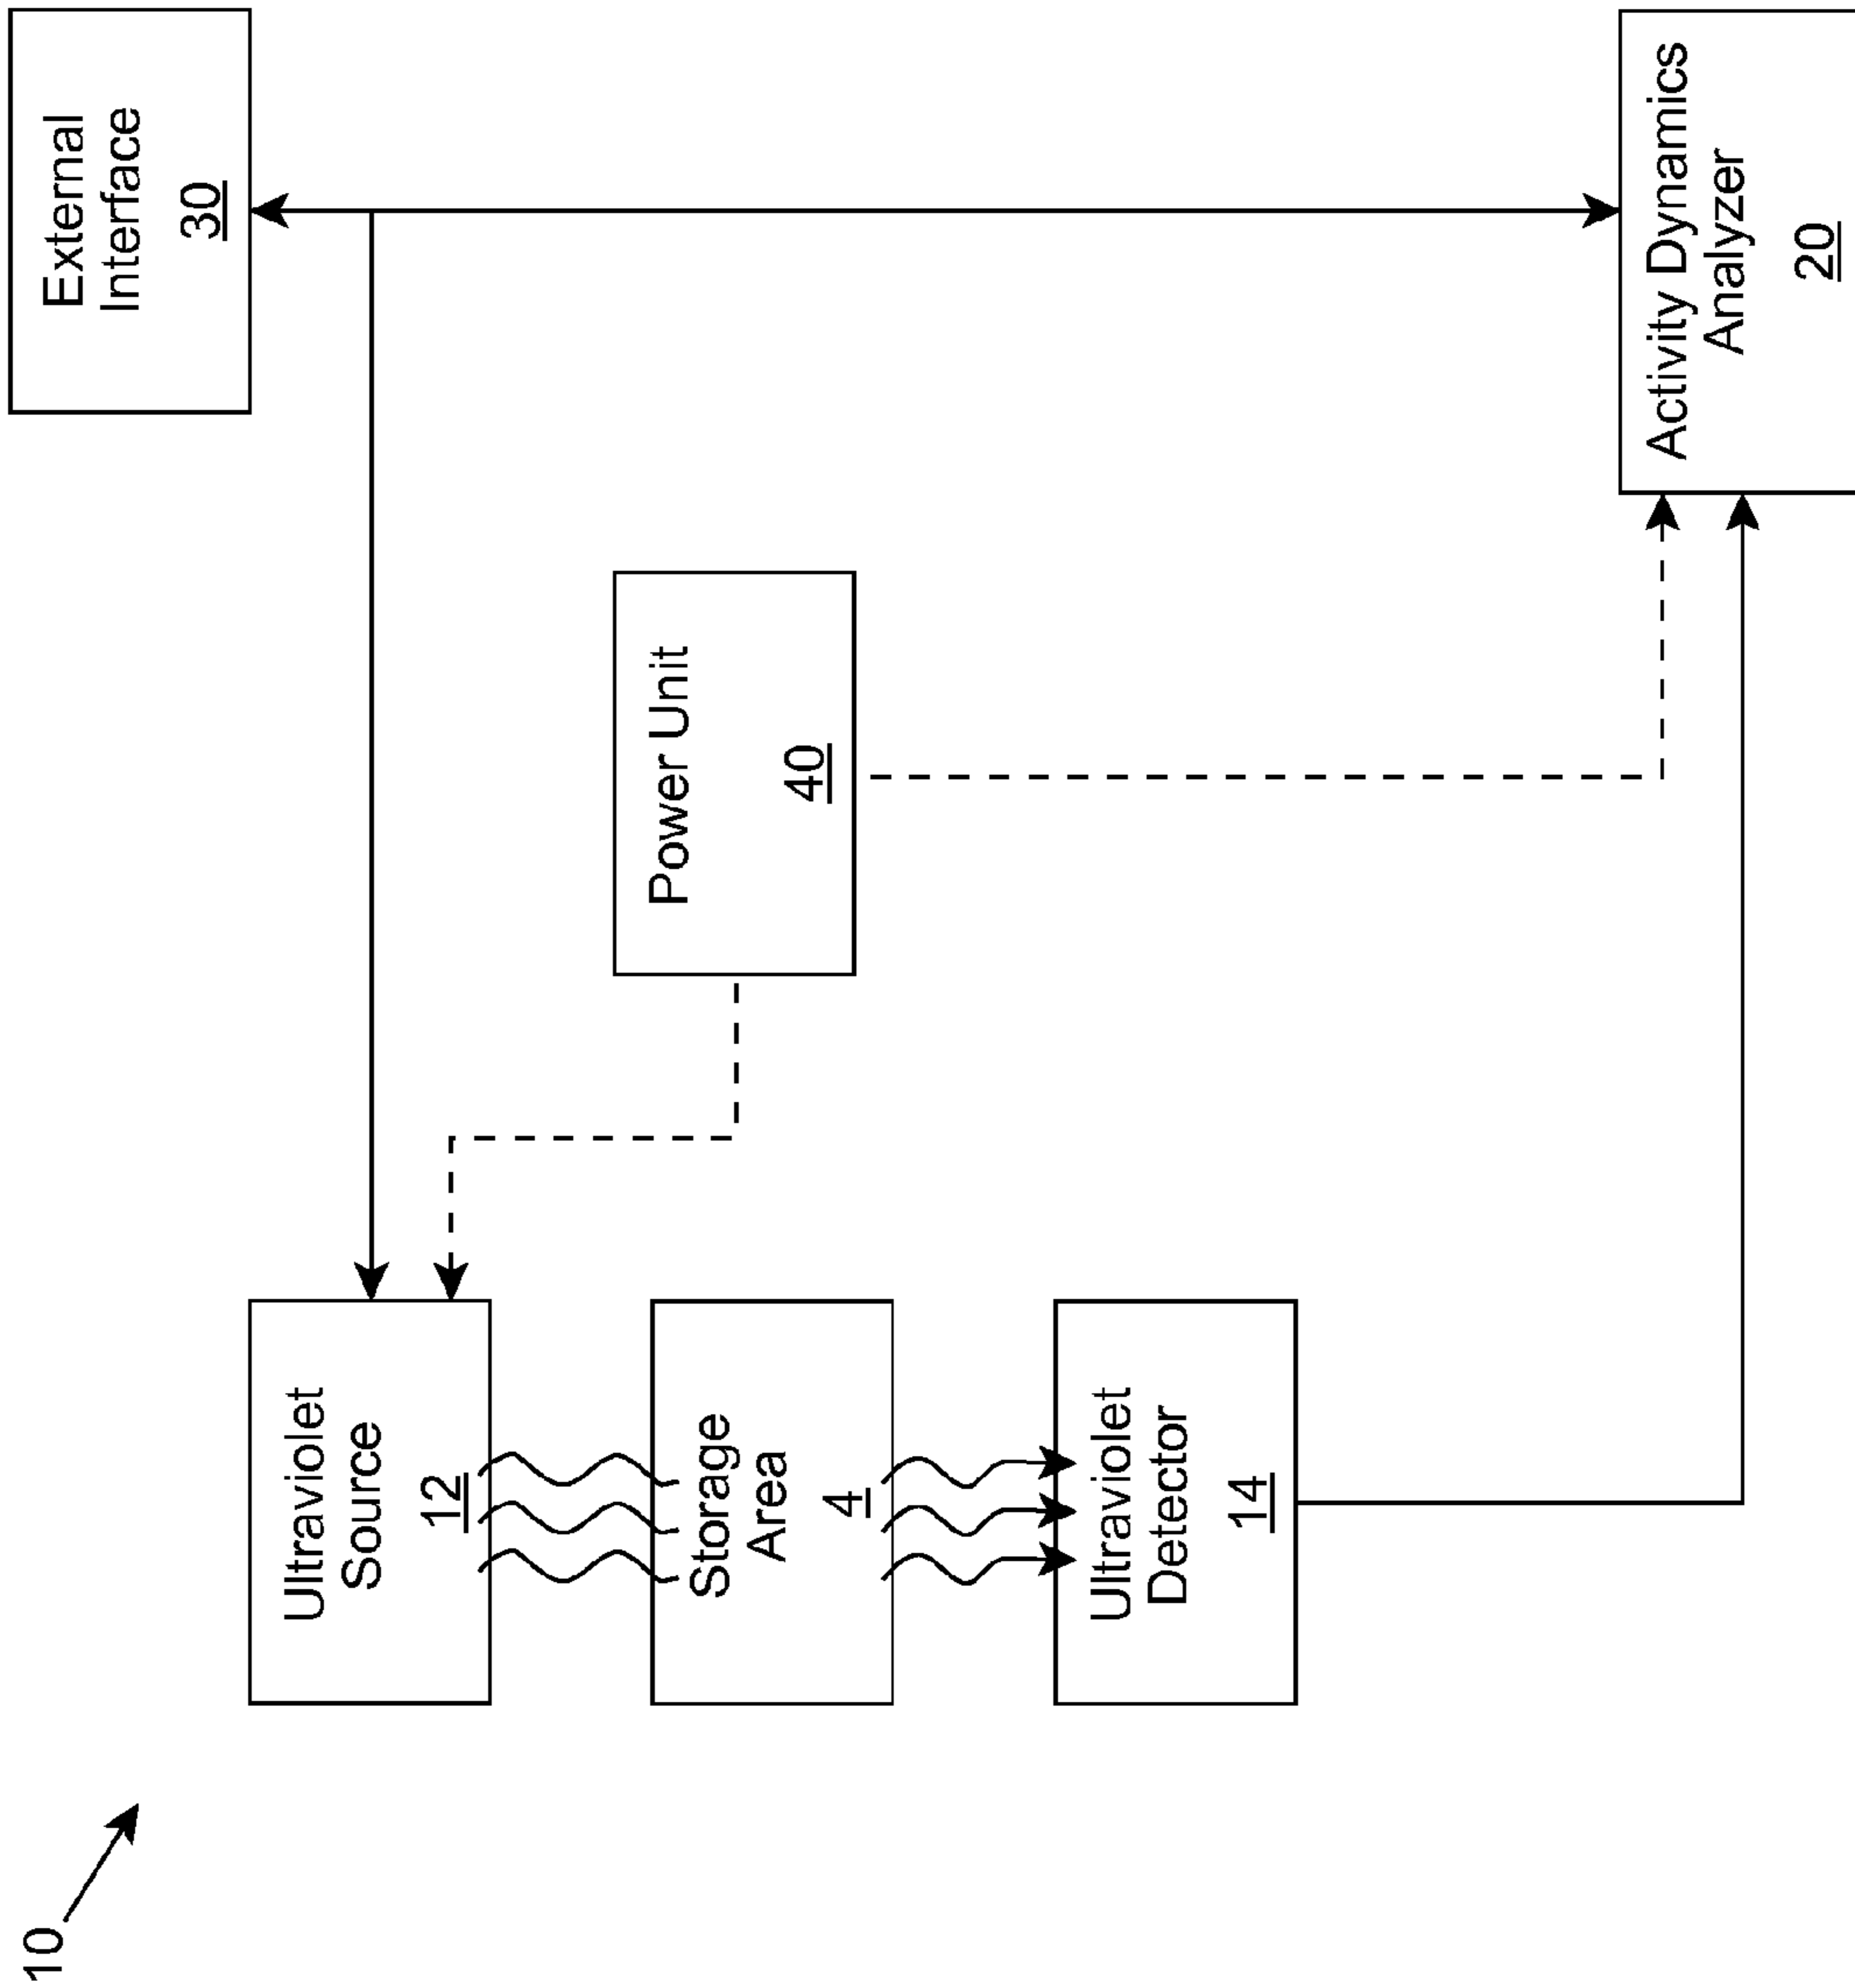 10
Ultraviolet
Source
12
Storage
Area
4
Ultraviolet
Detector
14
Power Unit
40
External
Interface
30
Activity Dynamics
Analyzer
20